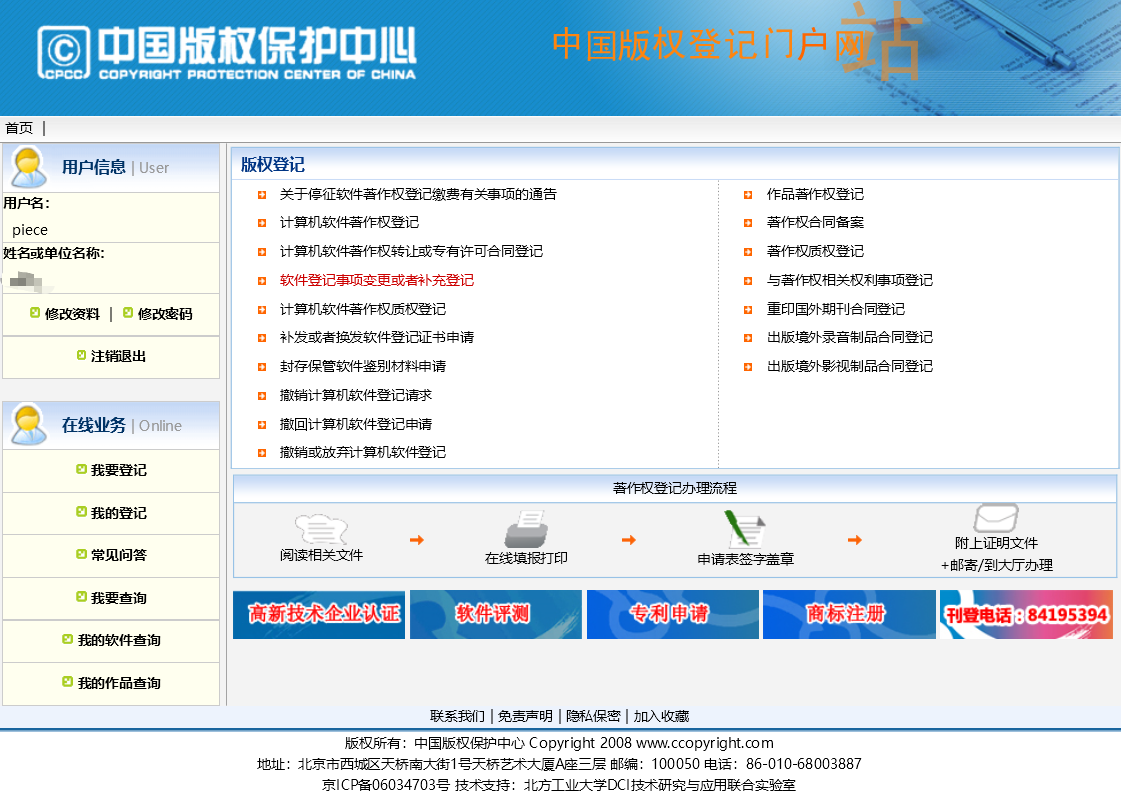 中国版权保护中心
CPCC
COPYRIGHT PROTECTION CENTER OF CHINA
中国版权登记门户网站
首页 |
用户信息 | User
用户名：
piece
姓名或单位名称：
修改资料 | 修改密码
注销退出
在线业务 | Online
我要登记
我的登记
常见问答
我要查询
我的软件查询
我的作品查询
版权登记
关于停征软件著作权登记缴费有关事项的通告
计算机软件著作权登记
计算机软件著作权转让或专有许可合同登记
软件登记事项变更或者补充登记
计算机软件著作权质权登记
补发或者换发软件登记证书申请
封存保管软件鉴别材料申请
撤销计算机软件登记请求
撤回计算机软件登记申请
撤销或放弃计算机软件登记
作品著作权登记
著作权合同备案
著作权质权登记
与著作权相关权利事项登记
重印国外期刊合同登记
出版境外录音制品合同登记
出版境外影视制品合同登记
著作权登记办理流程
阅读相关文件
在线填报打印
申请表签字盖章
附上证明文件
+邮寄/到大厅办理
高新技术企业认证
软件评测
专利申请
商标注册
刊登电话：84195394
联系我们 | 免责声明 | 隐私保密 | 加入收藏
版权所有：中国版权保护中心 Copyright 2008 www.ccopyright.com
地址：北京市西城区天桥南大街1号天桥艺术大厦A座三层 邮编：100050 电话：86-010-68003887
京ICP备06034703号 技术支持：北方工业大学DCI技术研究与应用联合实验室